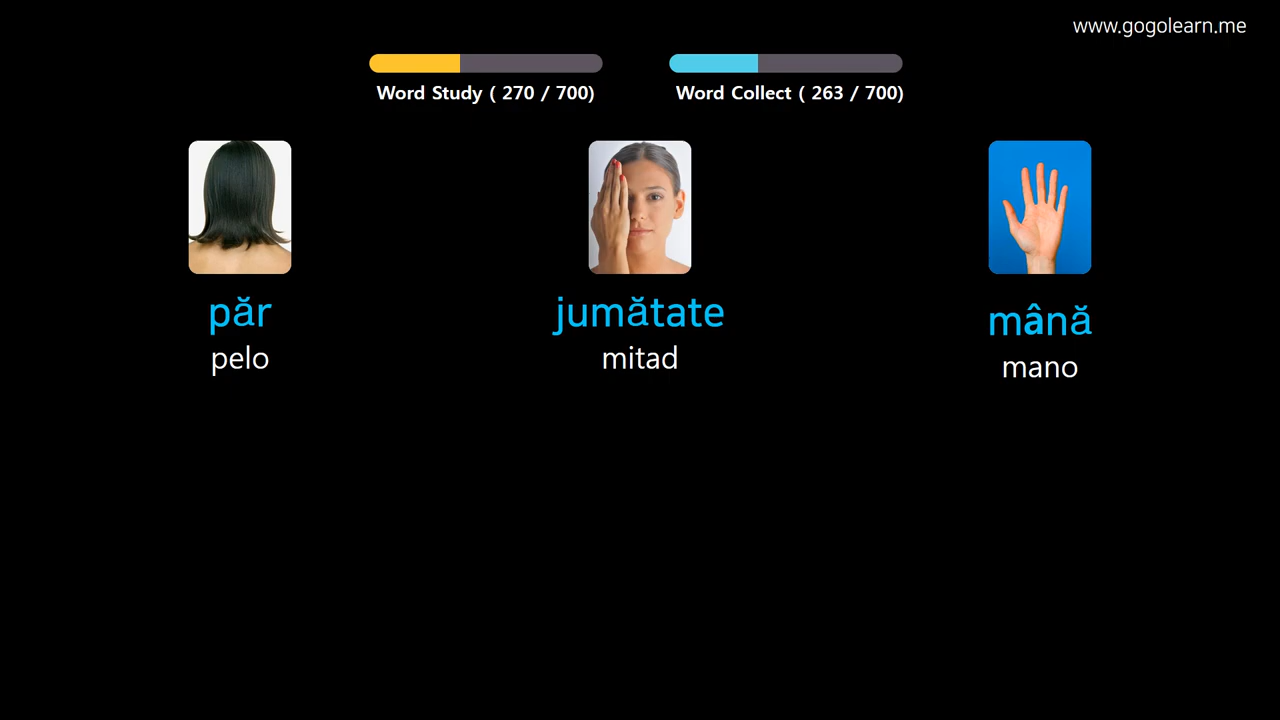 www.gogolearn.me
Word Study ( 270 / 700)
Word Collect ( 263 / 700)
păr
jumătate
mână
pelo
mitad
mano